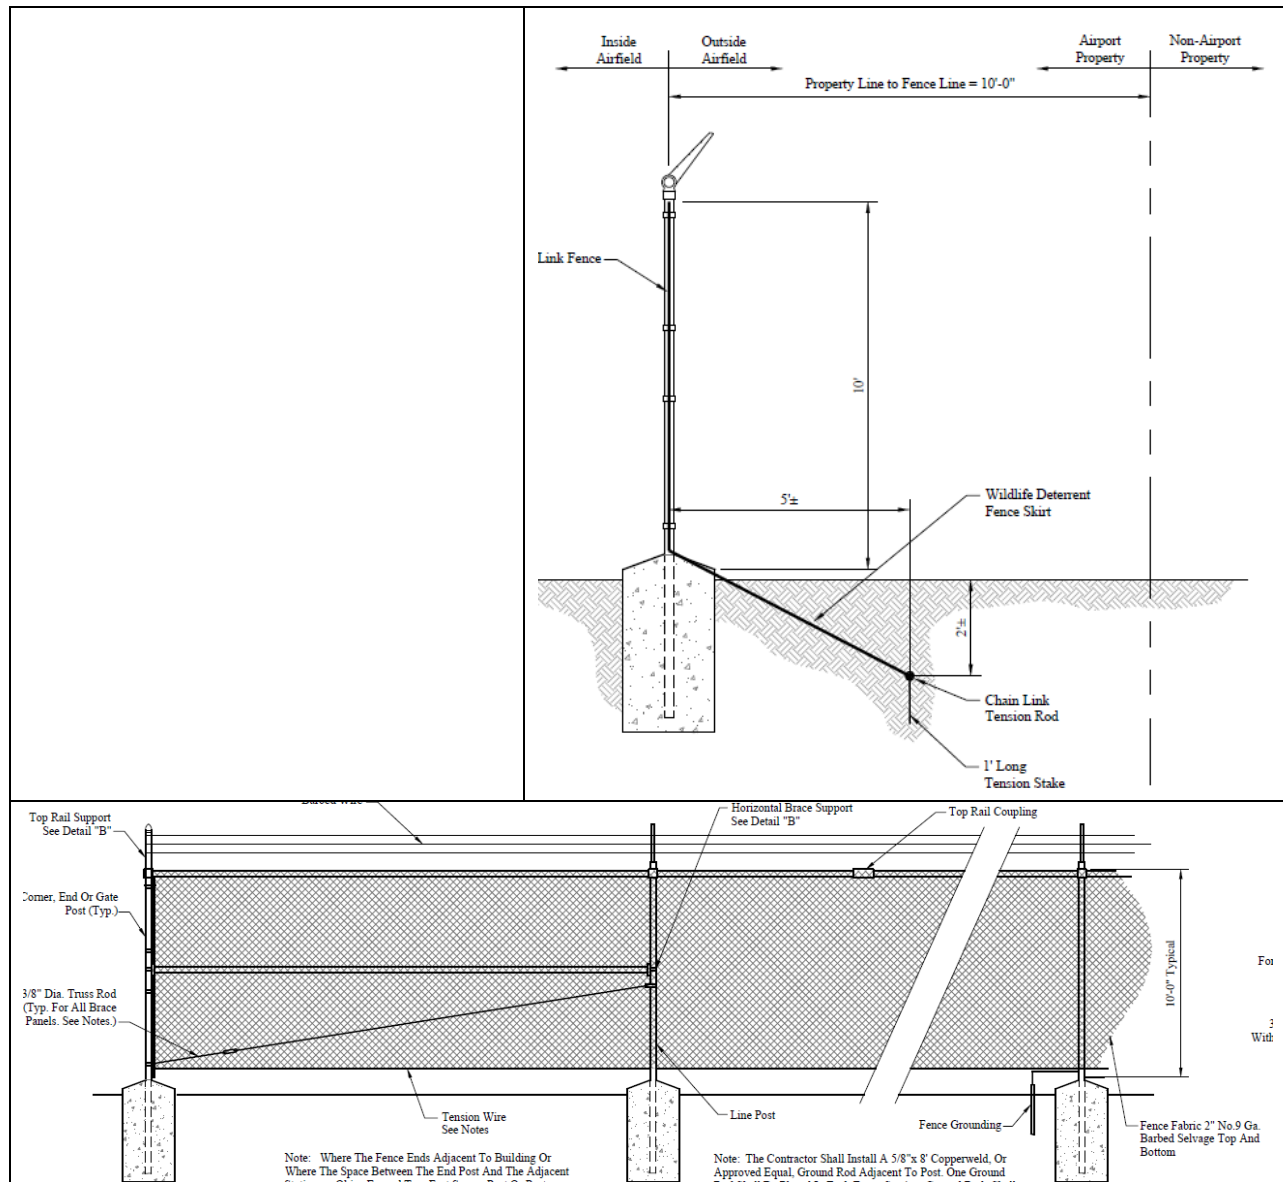 Inside
Airfield
Outside
Airfield
Airport
Property
Non-Airport
Property
Property Line to Fence Line = 10'-0"
Link Fence
10'
5'±
Wildlife Deterrent
Fence Skirt
2'±
Chain Link
Tension Rod
1' Long
Tension Stake
Barbed Wire
Top Rail Support
See Detail "B"
Horizontal Brace Support
See Detail "B"
Top Rail Coupling
Corner, End Or Gate
Post (Typ.)
3/8" Dia. Truss Rod
(Typ. For All Brace
Panels. See Notes.)
10'-0" Typical
For
3
With
Tension Wire
See Notes
Line Post
Fence Grounding
Fence Fabric 2" No.9 Ga.
Barbed Selvage Top And
Bottom
Note: Where The Fence Ends Adjacent To Building Or
Where The Space Between The End Post And The Adjacent
Note: The Contractor Shall Install A 5/8"x 8' Copperweld, Or
Approved Equal, Ground Rod Adjacent To Post. One Ground